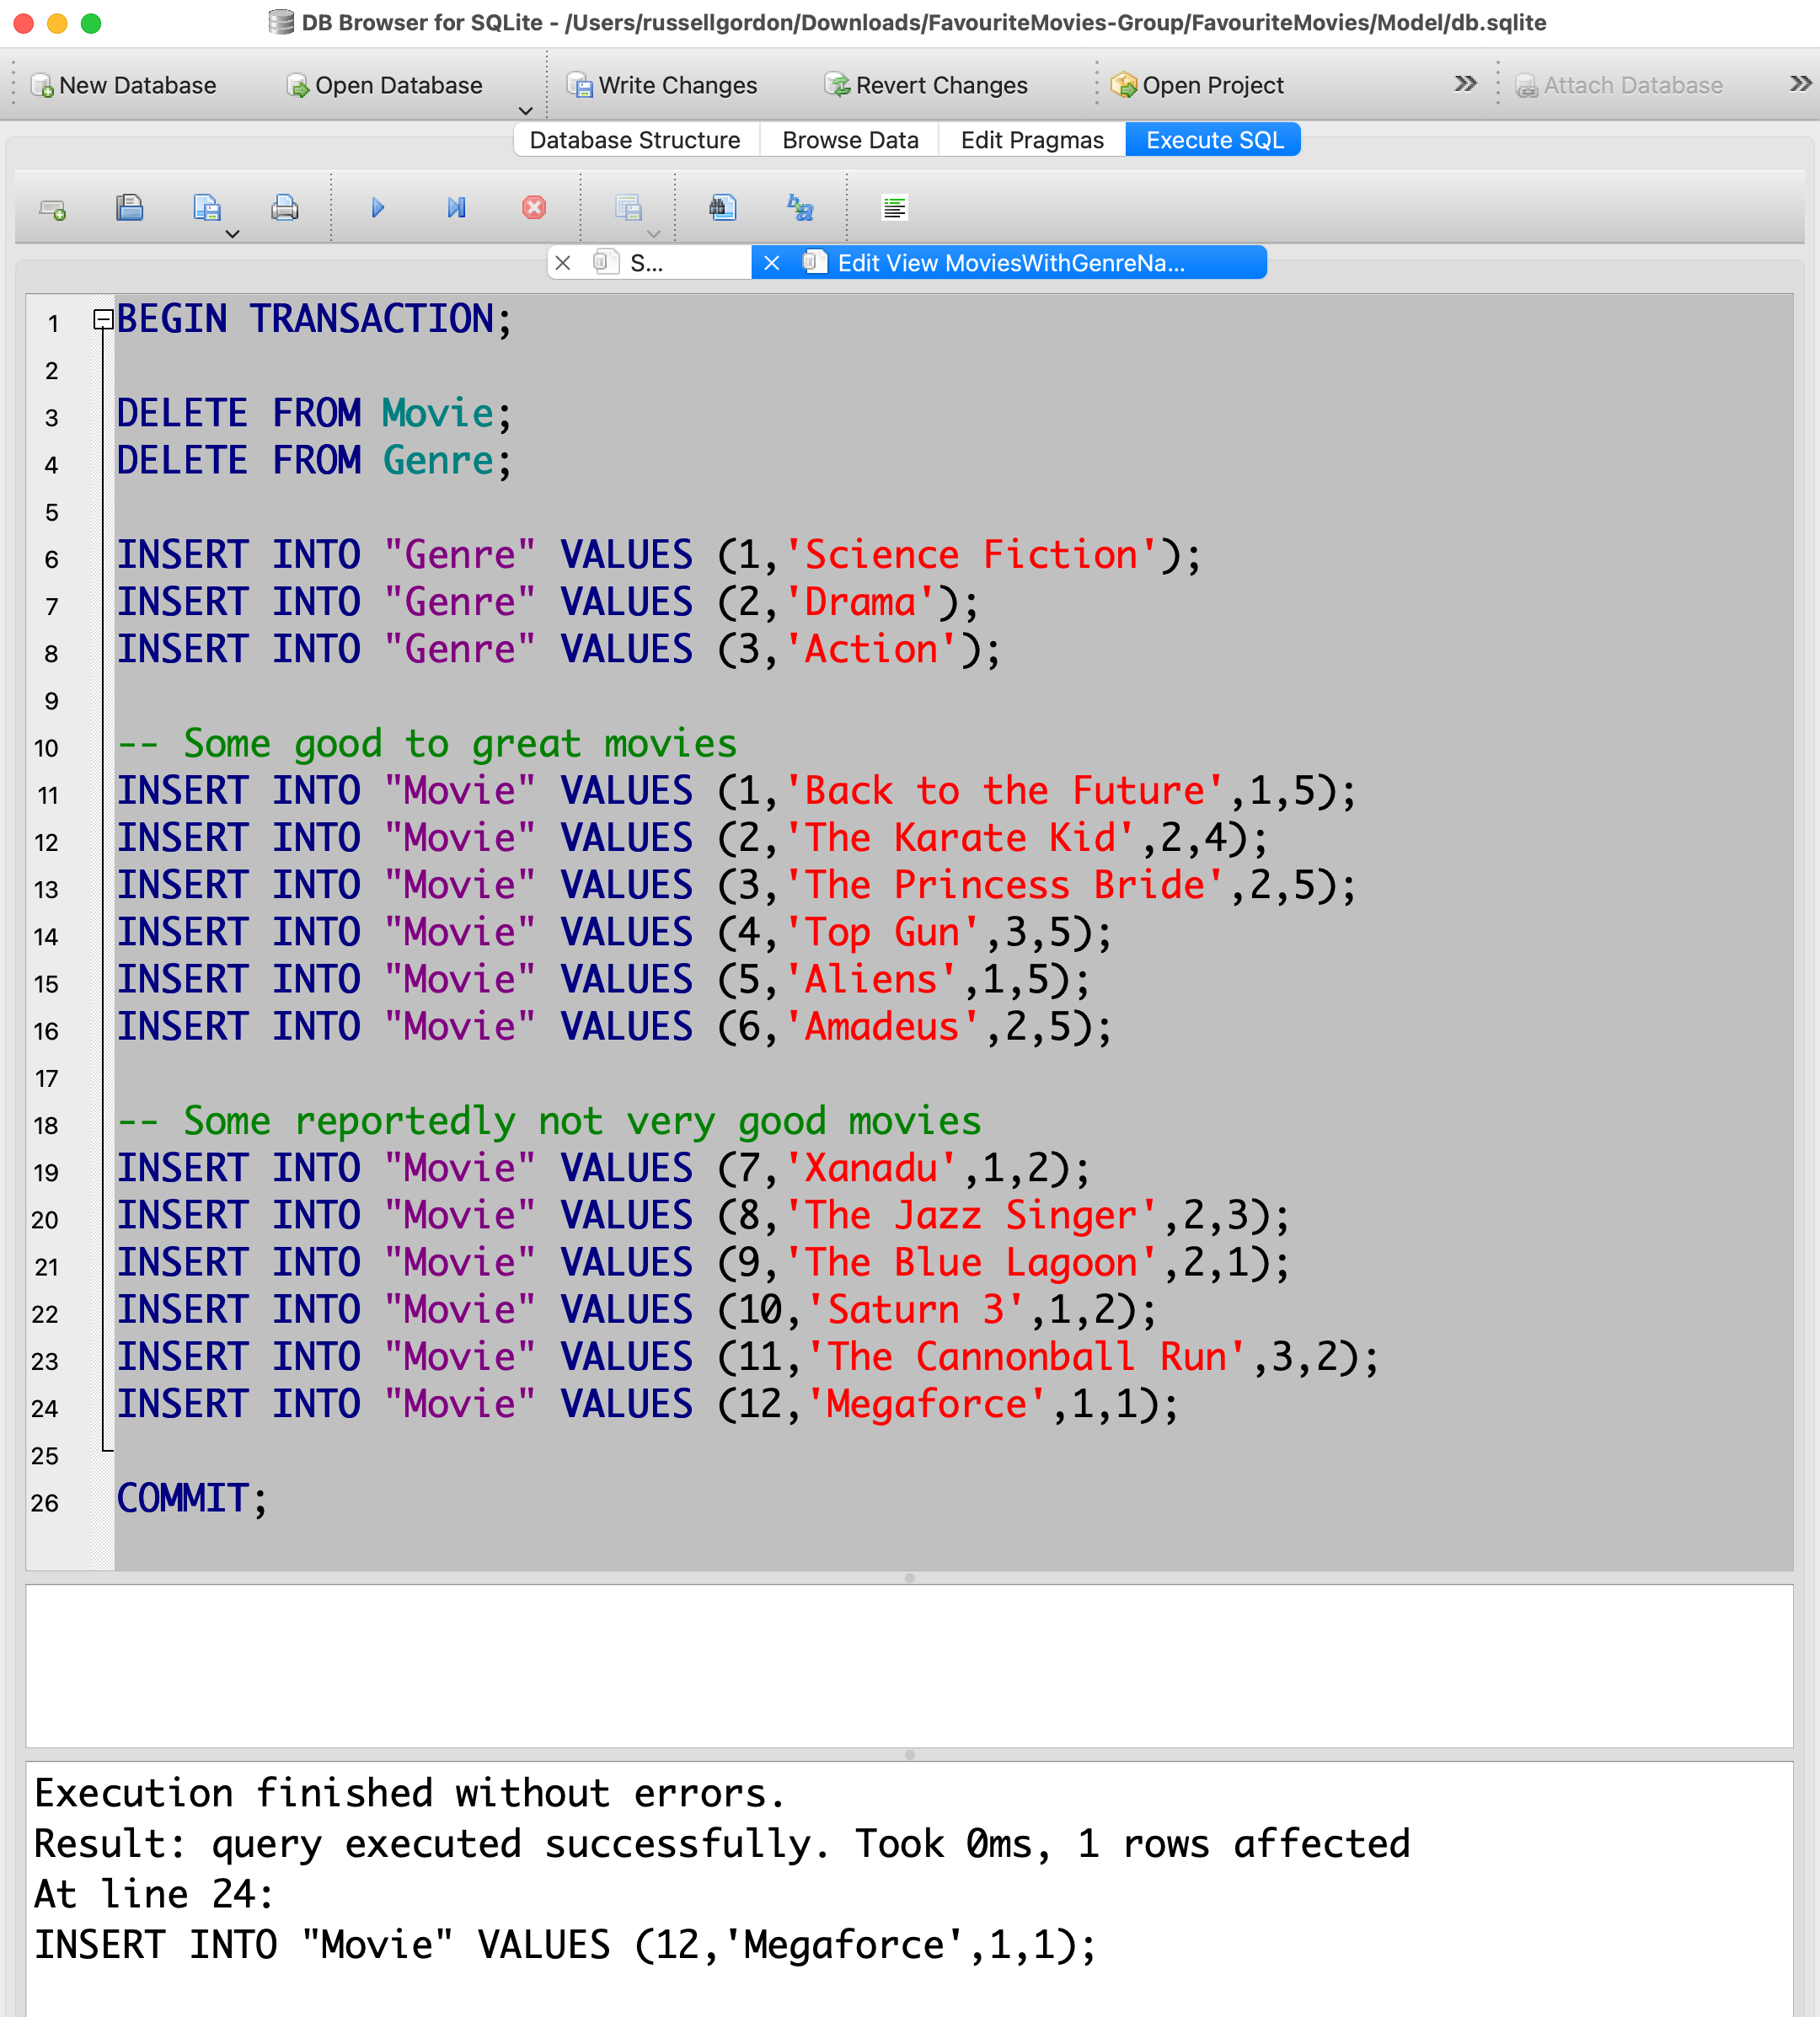 DB Browser for SQLite - /Users/russellgordon/Downloads/FavouriteMovies-Group/FavouriteMovies/Model/db.sqlite
New Database Open Database Write Changes Revert Changes Open Project Attach Database
Database Structure Browse Data Edit Pragmas Execute SQL
S... Edit View MoviesWithGenreNa...
1 BEGIN TRANSACTION;
2
3 DELETE FROM Movie;
4 DELETE FROM Genre;
5
6 INSERT INTO "Genre" VALUES (1,'Science Fiction');
7 INSERT INTO "Genre" VALUES (2,'Drama');
8 INSERT INTO "Genre" VALUES (3,'Action');
9
10 -- Some good to great movies
11 INSERT INTO "Movie" VALUES (1,'Back to the Future',1,5);
12 INSERT INTO "Movie" VALUES (2,'The Karate Kid',2,4);
13 INSERT INTO "Movie" VALUES (3,'The Princess Bride',2,5);
14 INSERT INTO "Movie" VALUES (4,'Top Gun',3,5);
15 INSERT INTO "Movie" VALUES (5,'Aliens',1,5);
16 INSERT INTO "Movie" VALUES (6,'Amadeus',2,5);
17
18 -- Some reportedly not very good movies
19 INSERT INTO "Movie" VALUES (7,'Xanadu',1,2);
20 INSERT INTO "Movie" VALUES (8,'The Jazz Singer',2,3);
21 INSERT INTO "Movie" VALUES (9,'The Blue Lagoon',2,1);
22 INSERT INTO "Movie" VALUES (10,'Saturn 3',1,2);
23 INSERT INTO "Movie" VALUES (11,'The Cannonball Run',3,2);
24 INSERT INTO "Movie" VALUES (12,'Megaforce',1,1);
25
26 COMMIT;
Execution finished without errors.
Result: query executed successfully. Took 0ms, 1 rows affected
At line 24:
INSERT INTO "Movie" VALUES (12,'Megaforce',1,1);